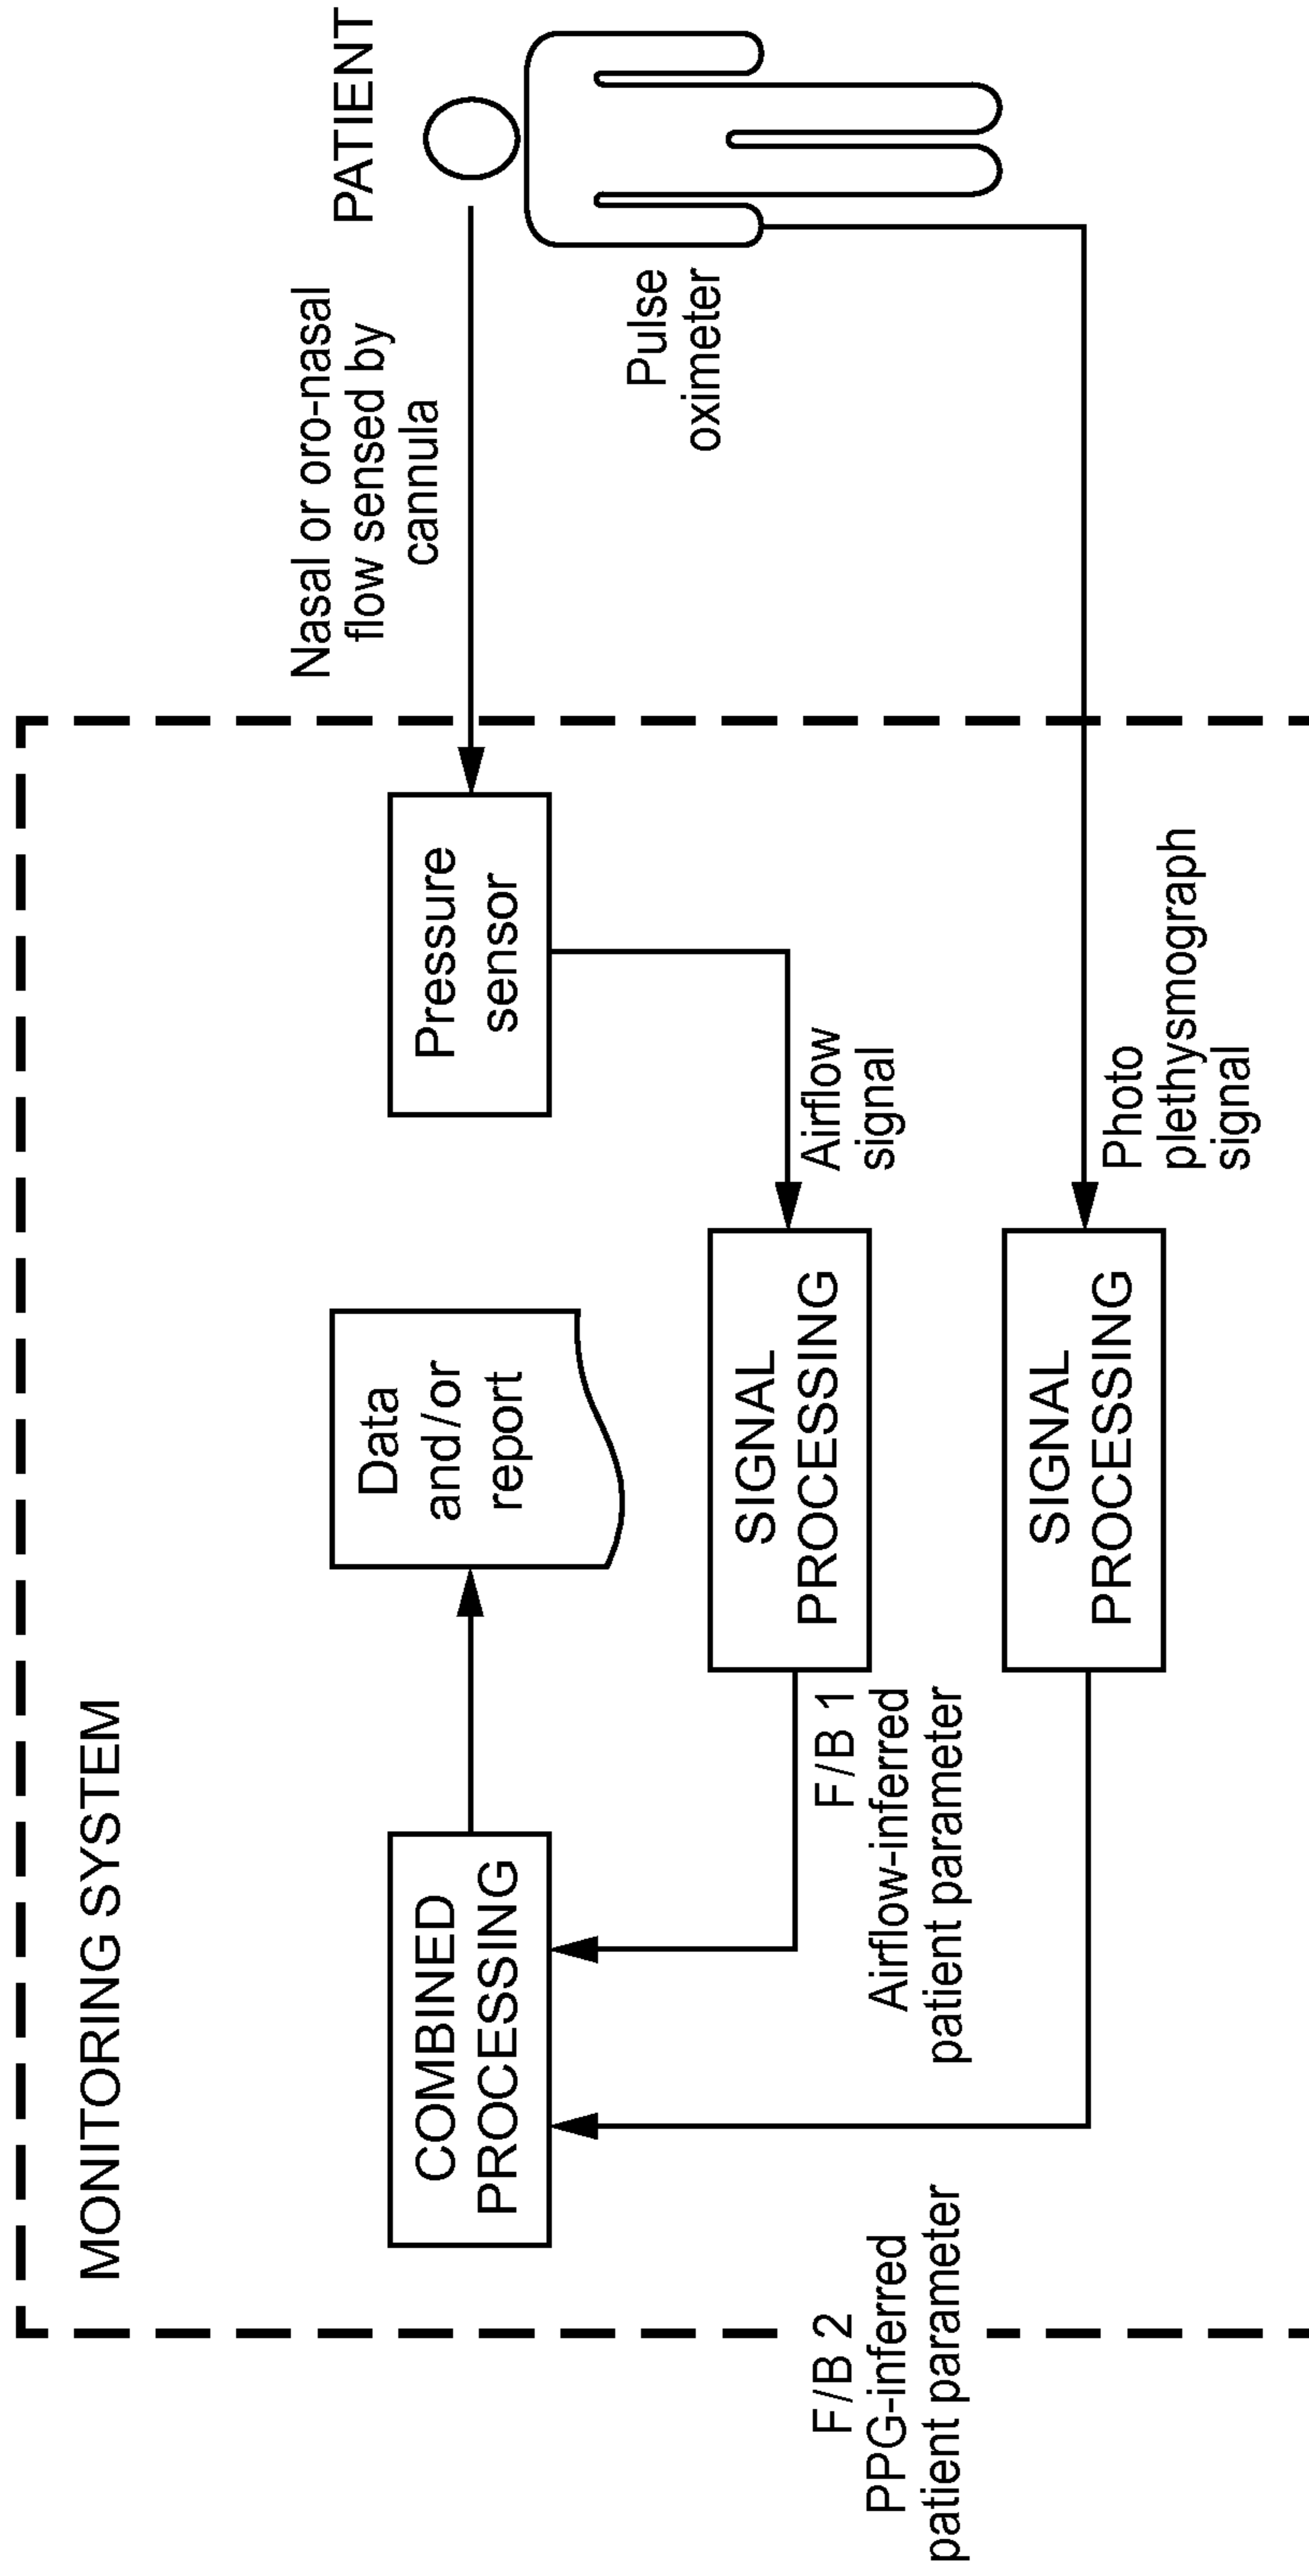 MONITORING SYSTEM
PATIENT
Nasal or oro-nasal
flow sensed by
cannula
COMBINED
PROCESSING
Data
and/or
report
Pressure
sensor
Pulse
oximeter
F/B 2
PPG-inferred
patient parameter
F/B 1
Airflow-inferred
patient parameter
SIGNAL
PROCESSING
Airflow
signal
SIGNAL
PROCESSING
Photo
plethysmograph
signal